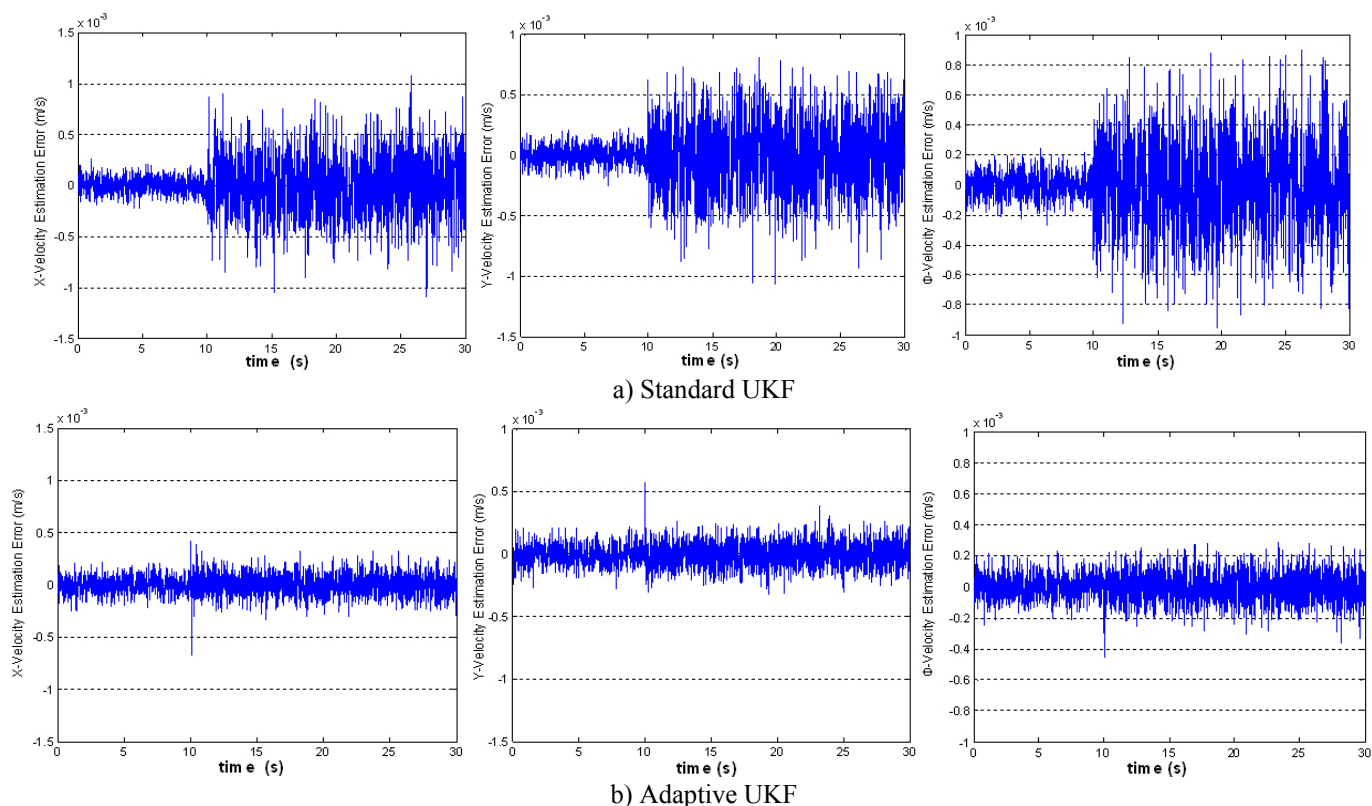 x 10⁻³
1.5
1
0.5
0
-0.5
-1
-1.5
X-Velocity Estimation Error (m/s)
0 5 10 15 20 25 30
time (s)
x 10⁻³
1
0.5
0
-0.5
-1
-1.5
Y-Velocity Estimation Error (m/s)
0 5 10 15 20 25 30
time (s)
x 10⁻³
1
0.8
0.6
0.4
0.2
0
-0.2
-0.4
-0.6
-0.8
-1
Φ-Velocity Estimation Error (m/s)
0 5 10 15 20 25 30
time (s)
a) Standard UKF
x 10⁻³
1.5
1
0.5
0
-0.5
-1
-1.5
X-Velocity Estimation Error (m/s)
0 5 10 15 20 25 30
time (s)
x 10⁻³
1
0.5
0
-0.5
-1
-1.5
Y-Velocity Estimation Error (m/s)
0 5 10 15 20 25 30
time (s)
x 10⁻³
1
0.8
0.6
0.4
0.2
0
-0.2
-0.4
-0.6
-0.8
-1
Φ-Velocity Estimation Error (m/s)
0 5 10 15 20 25 30
time (s)
b) Adaptive UKF